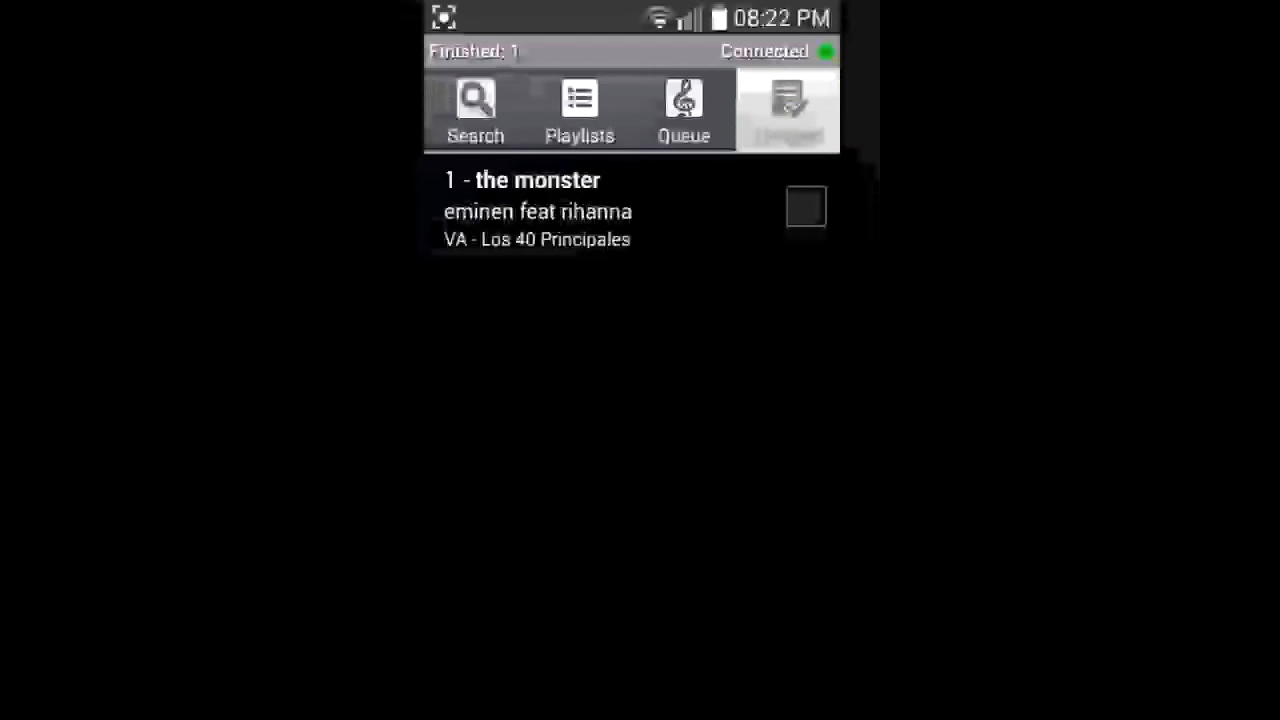 08:22 PM
Finished: 1
Connected
Search
Playlists
Queue
1 - the monster
eminen feat rihanna
VA - Los 40 Principales